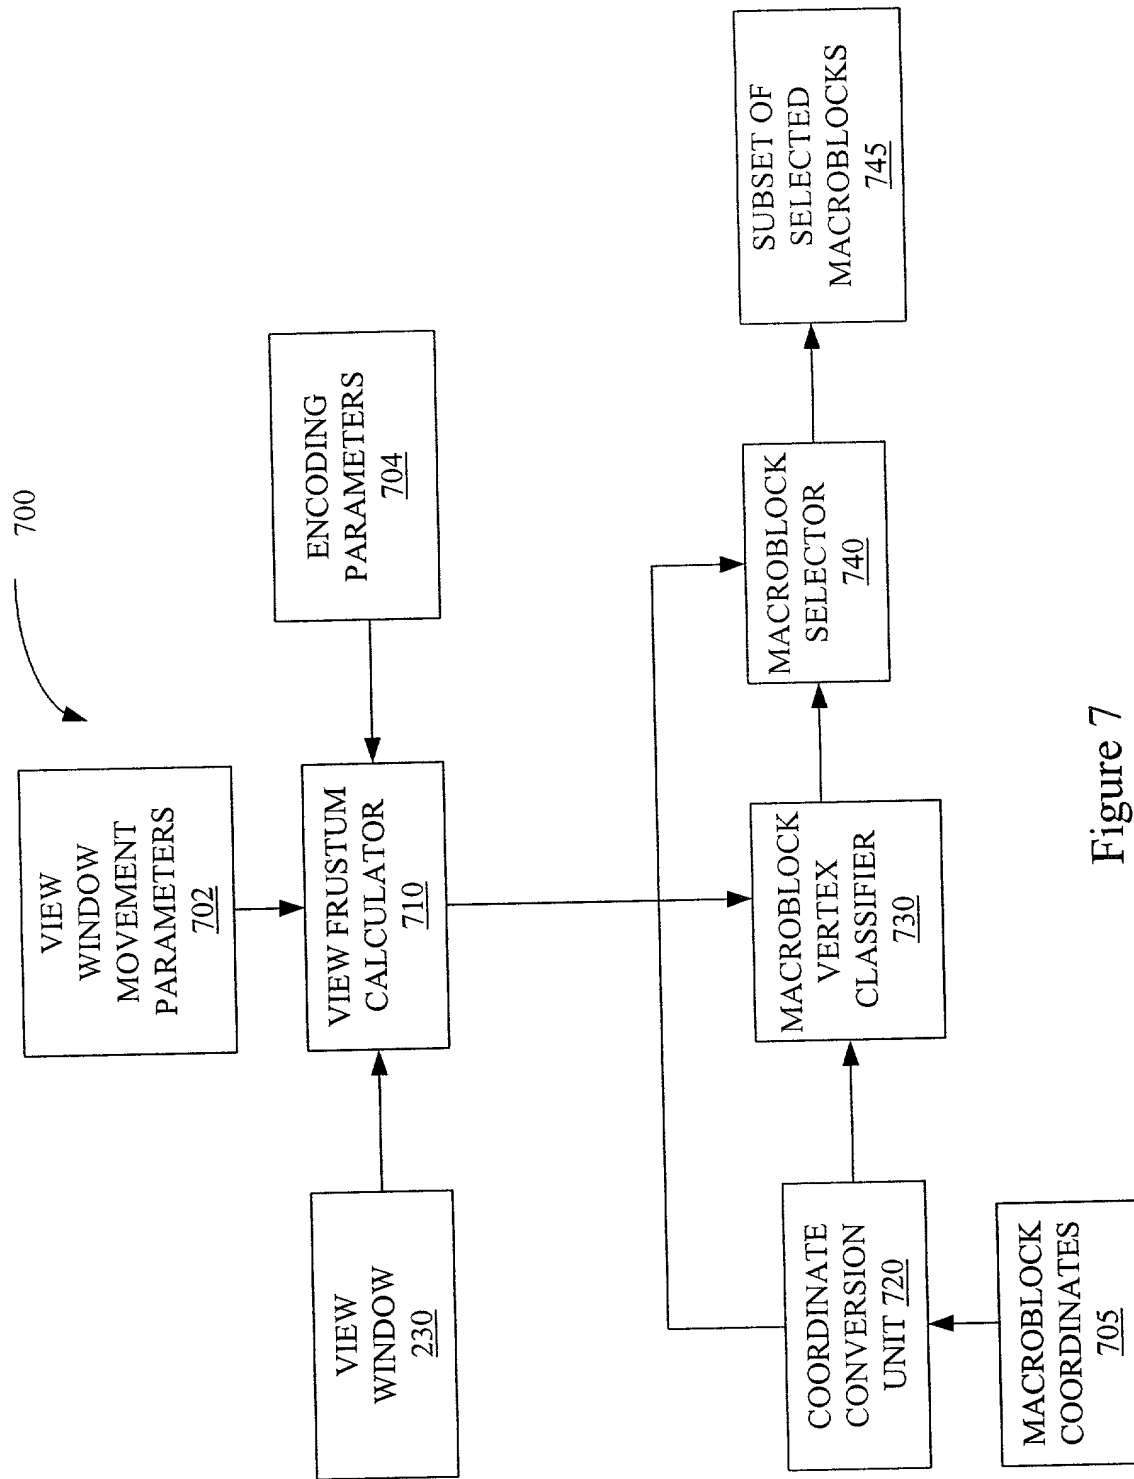 700
VIEW
WINDOW
MOVEMENT
PARAMETERS
702
VIEW
WINDOW
230
VIEW FRUSTUM
CALCULATOR
710
ENCODING
PARAMETERS
704
COORDINATE
CONVERSION
UNIT 720
MACROBLOCK
VERTEX
CLASSIFIER
730
MACROBLOCK
SELECTOR
740
SUBSET OF
SELECTED
MACROBLOCKS
745
MACROBLOCK
COORDINATES
705
Figure 7